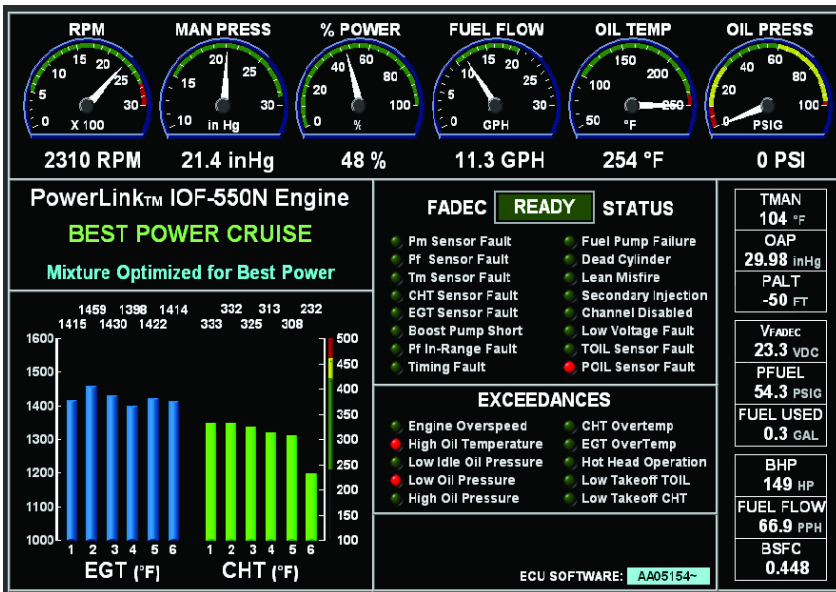 RPM MAN PRESS % POWER FUEL FLOW OIL TEMP OIL PRESS
0 5 10 15 20 25 30 X 100
10 15 20 25 30 in Hg
0 20 40 60 80 100 %
0 5 10 15 20 25 30 GPH
50 100 150 200 250 °F
0 20 40 60 80 100 PSIG
2310 RPM 21.4 inHg 48 % 11.3 GPH 254 °F 0 PSI
PowerLink™ IOF-550N Engine
BEST POWER CRUISE
Mixture Optimized for Best Power
1459 1398 1414
1415 1430 1422
332 313 232
333 325 308
1600
1500
1400
1300
1200
1100
1000
500
450
400
350
300
250
200
150
100
1 2 3 4 5 6
1 2 3 4 5 6
EGT (°F) CHT (°F)
FADEC READY STATUS
Pm Sensor Fault
Pf Sensor Fault
Tm Sensor Fault
CHT Sensor Fault
EGT Sensor Fault
Boost Pump Short
Pf In-Range Fault
Timing Fault
Fuel Pump Failure
Dead Cylinder
Lean Misfire
Secondary Injection
Channel Disabled
Low Voltage Fault
TOIL Sensor Fault
POIL Sensor Fault
EXCEEDANCES
Engine Overspeed
High Oil Temperature
Low Idle Oil Pressure
Low Oil Pressure
High Oil Pressure
CHT Overtemp
EGT OverTemp
Hot Head Operation
Low Takeoff TOIL
Low Takeoff CHT
ECU SOFTWARE: AA05154~
TMAN
104 °F
OAP
29.98 inHg
PALT
-50 FT
VFADEC
23.3 VDC
PFUEL
54.3 PSIG
FUEL USED
0.3 GAL
BHP
149 HP
FUEL FLOW
66.9 PPH
BSFC
0.448